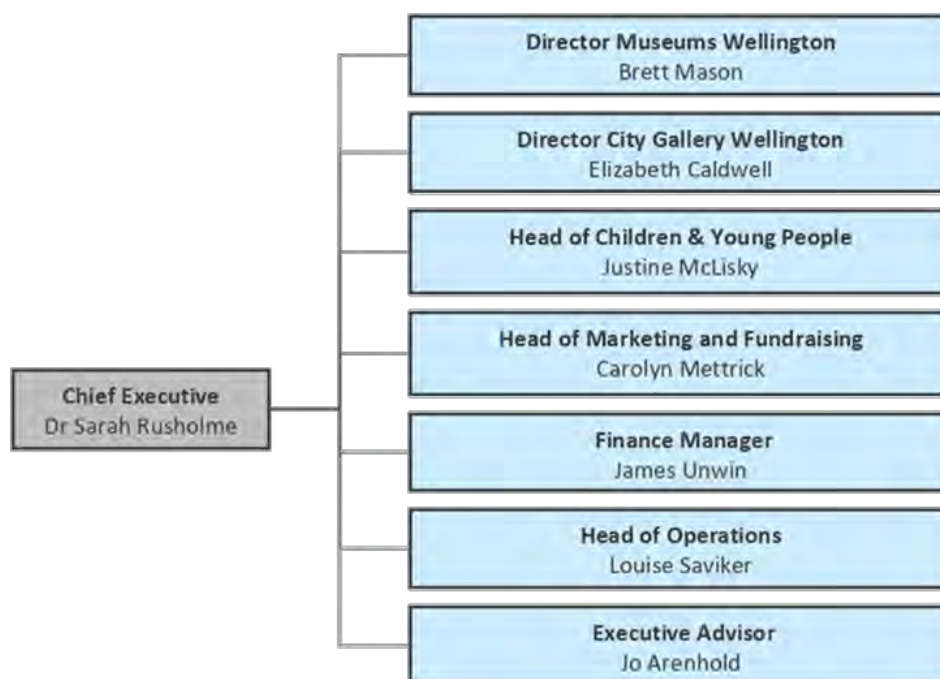 Director Museums Wellington
Brett Mason
Director City Gallery Wellington
Elizabeth Caldwell
Head of Children & Young People
Justine McLisky
Head of Marketing and Fundraising
Carolyn Mettrick
Chief Executive
Dr Sarah Rusholme
Finance Manager
James Unwin
Head of Operations
Louise Saviker
Executive Advisor
Jo Arenhold